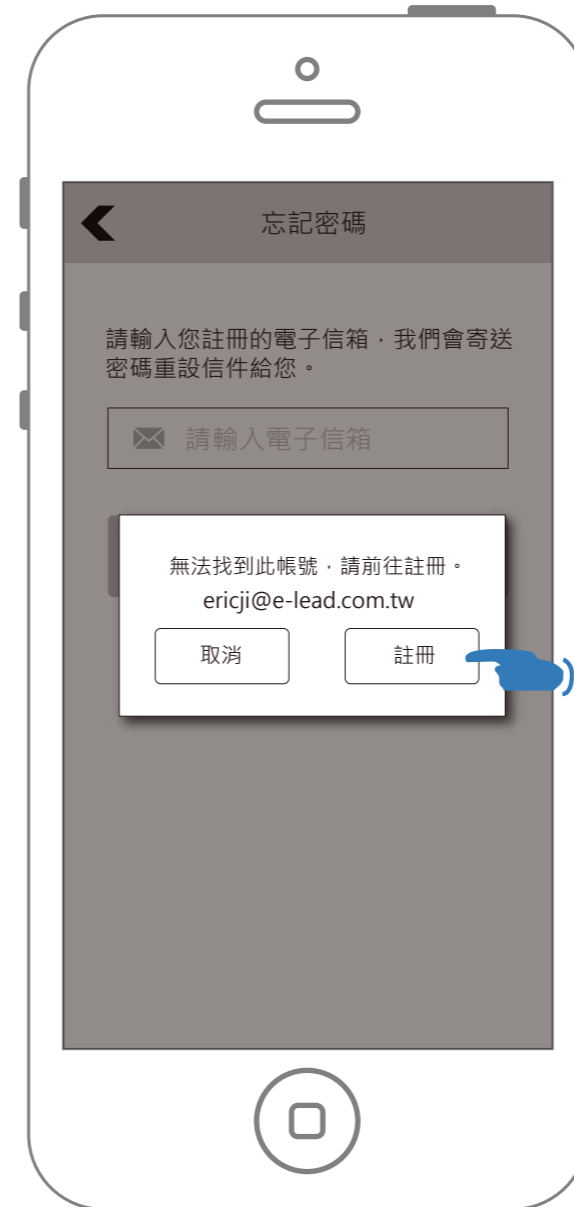 忘記密碼
請輸入您註冊的電子信箱，我們會寄送
密碼重設信件給您。
請輸入電子信箱
無法找到此帳號，請前往註冊。
ericji@e-lead.com.tw
取消
註冊